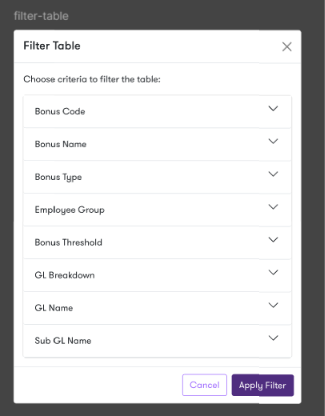 filter-table
Filter Table
Choose criteria to filter the table:
Bonus Code
Bonus Name
Bonus Type
Employee Group
Bonus Threshold
GL Breakdown
GL Name
Sub GL Name
Cancel Apply Filter